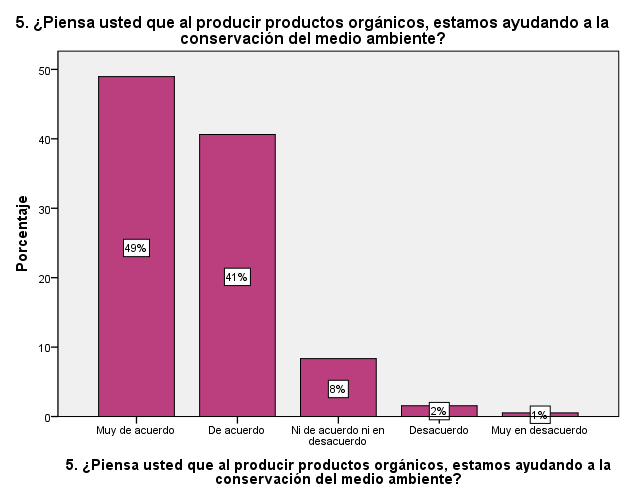 5. ¿Piensa usted que al producir productos orgánicos, estamos ayudando a la
conservación del medio ambiente?
Porcentaje
50
40
30
20
10
0
49%
41%
8%
2%
1%
Muy de acuerdo
De acuerdo
Ni de acuerdo ni en
desacuerdo
Desacuerdo
Muy en desacuerdo
5. ¿Piensa usted que al producir productos orgánicos, estamos ayudando a la
conservación del medio ambiente?